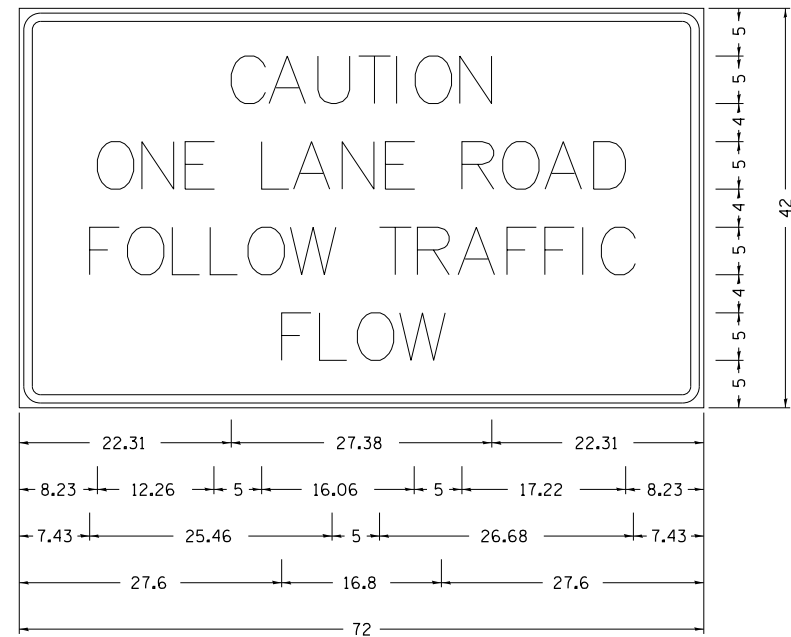 CAUTION
ONE LANE ROAD
FOLLOW TRAFFIC
FLOW
5
5
4
5
4
5
4
5
5
42
22.31 27.38 22.31
8.23 12.26 5 16.06 5 17.22 8.23
7.43 25.46 5 26.68 7.43
27.6 16.8 27.6
72